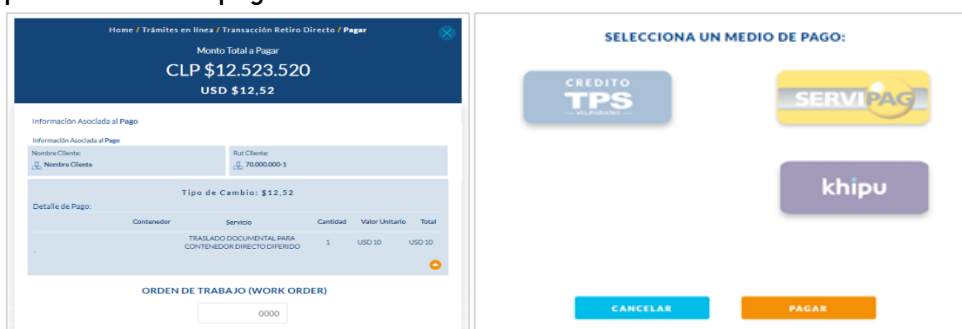 Home / Trámites en línea / Transacción Retiro Directo / Pagar
Monto Total a Pagar
CLP $12.523.520
USD $12,52
Información Asociada al Pago
Información Asociada al Pago
Nombre Cliente:
Nombre Cliente
Rut Cliente:
70.000.000-1
Tipo de Cambio: $12,52
Detalle de Pago:
Contenedor Servicio Cantidad Valor Unitario Total
TRASLADO DOCUMENTAL PARA CONTENEDOR DIRECTO DIFERIDO 1 USD 10 USD 10
ORDEN DE TRABAJO (WORK ORDER)
0000
SELECCIONA UN MEDIO DE PAGO:
CREDITO
TPS
VALPARAÍSO
SERVIPAG
khipu
CANCELAR
PAGAR